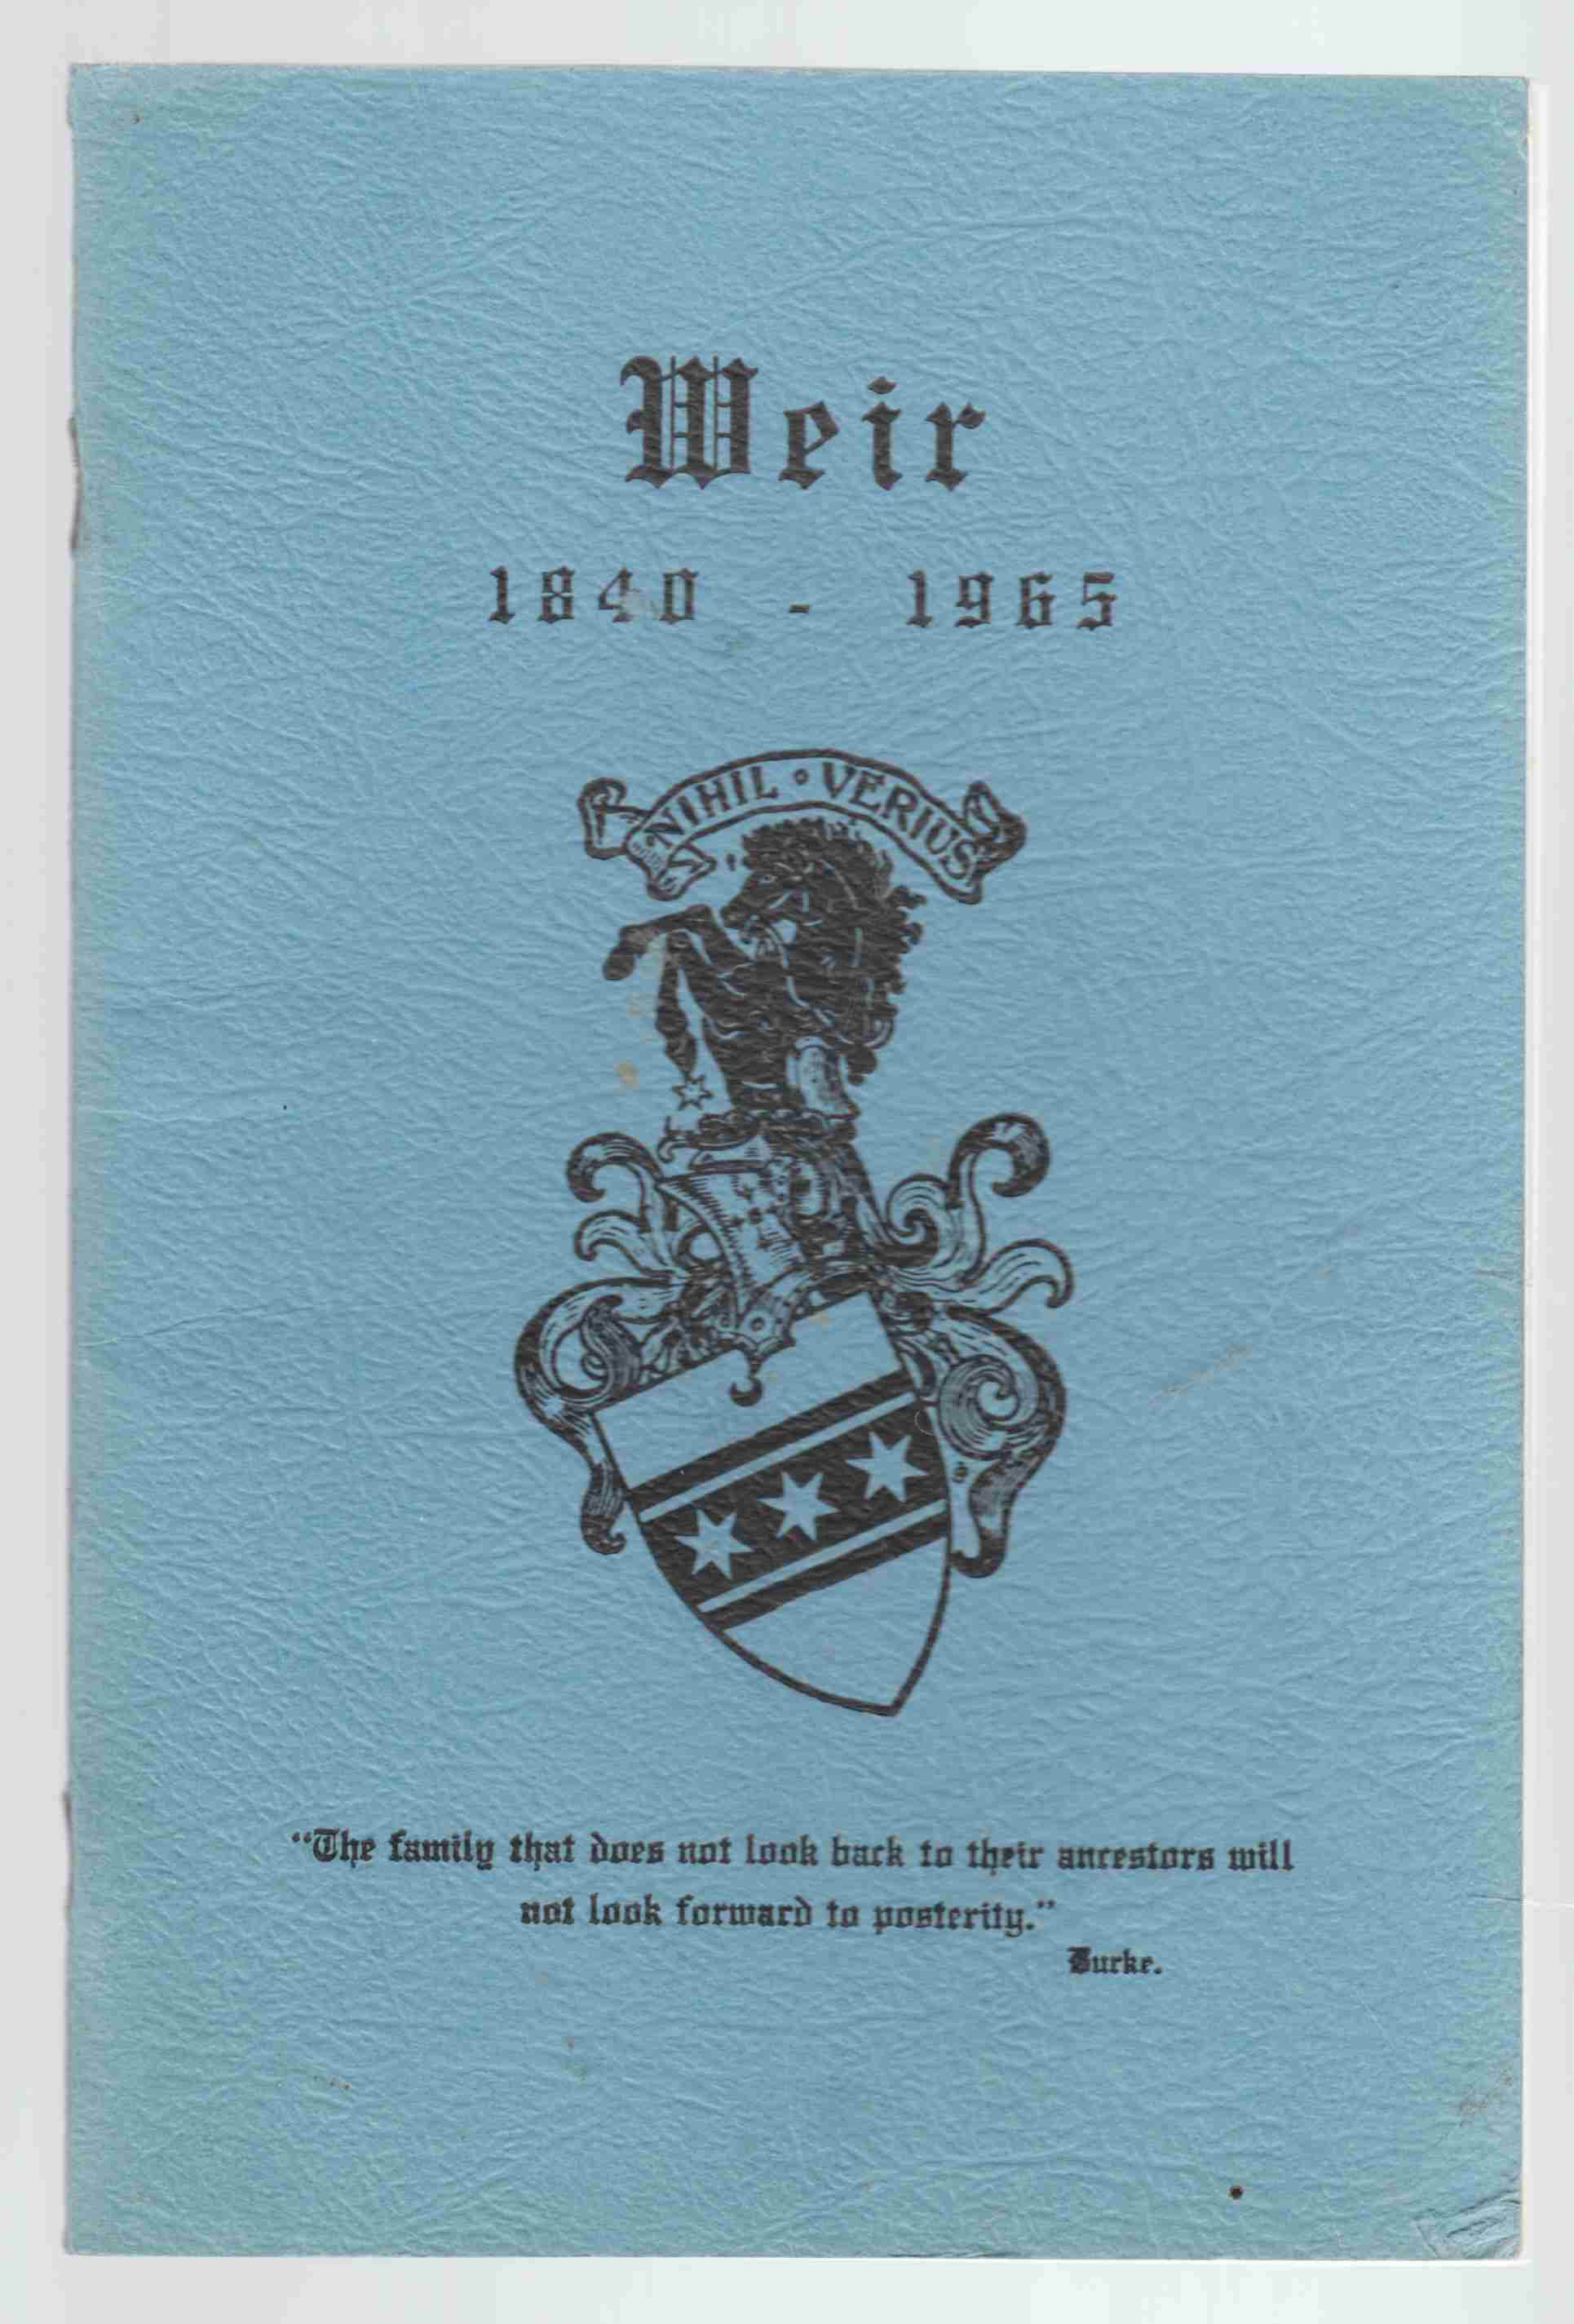 Weir
1840 - 1965
NIHIL · VERIUS
"The family that does not look back to their ancestors will
not look forward to posterity."
Burke.